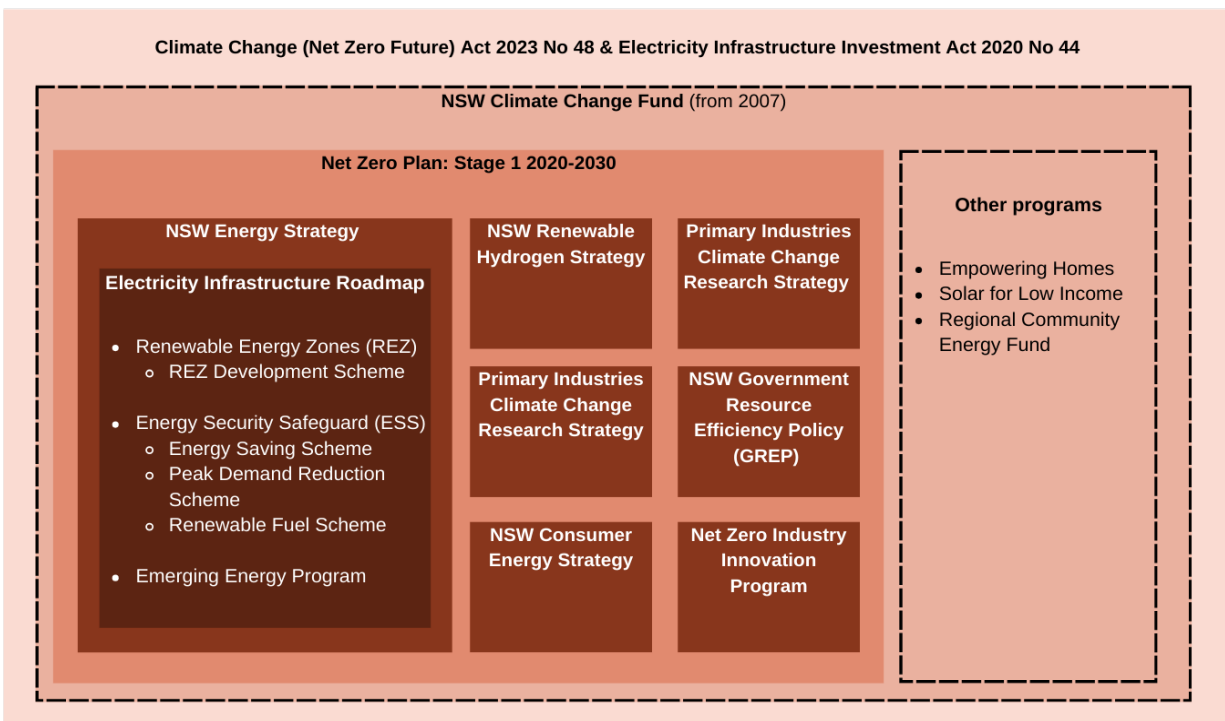 Climate Change (Net Zero Future) Act 2023 No 48 & Electricity Infrastructure Investment Act 2020 No 44
NSW Climate Change Fund (from 2007)
Net Zero Plan: Stage 1 2020-2030
NSW Energy Strategy
Electricity Infrastructure Roadmap
• Renewable Energy Zones (REZ)
◦ REZ Development Scheme
• Energy Security Safeguard (ESS)
◦ Energy Saving Scheme
◦ Peak Demand Reduction
Scheme
◦ Renewable Fuel Scheme
• Emerging Energy Program
NSW Renewable
Hydrogen Strategy
Primary Industries
Climate Change
Research Strategy
Primary Industries
Climate Change
Research Strategy
NSW Government
Resource
Efficiency Policy
(GREP)
NSW Consumer
Energy Strategy
Net Zero Industry
Innovation
Program
Other programs
• Empowering Homes
• Solar for Low Income
• Regional Community
Energy Fund